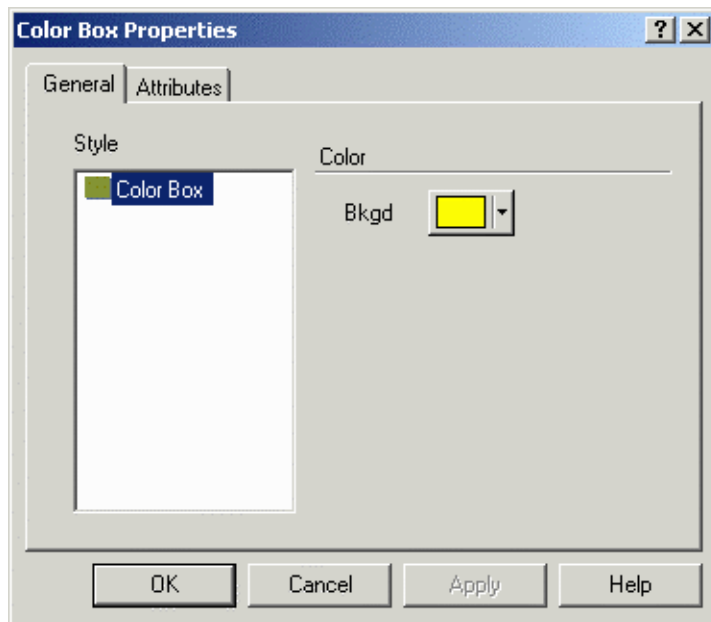 Color Box Properties
General Attributes
Style
Color
Color Box
Bkgd
OK Cancel Apply Help